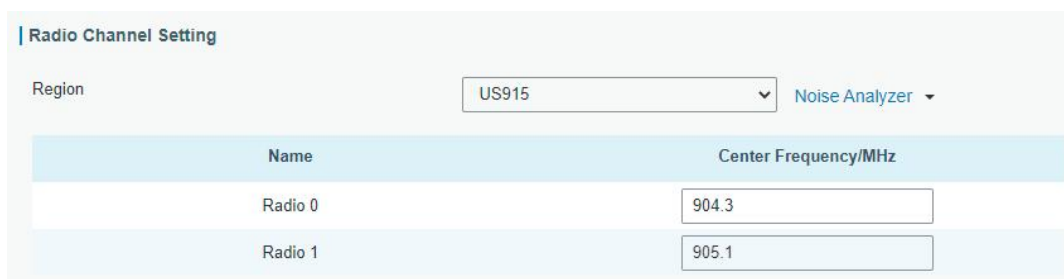 Radio Channel Setting
Region US915 Noise Analyzer
Name Center Frequency/MHz
Radio 0 904.3
Radio 1 905.1